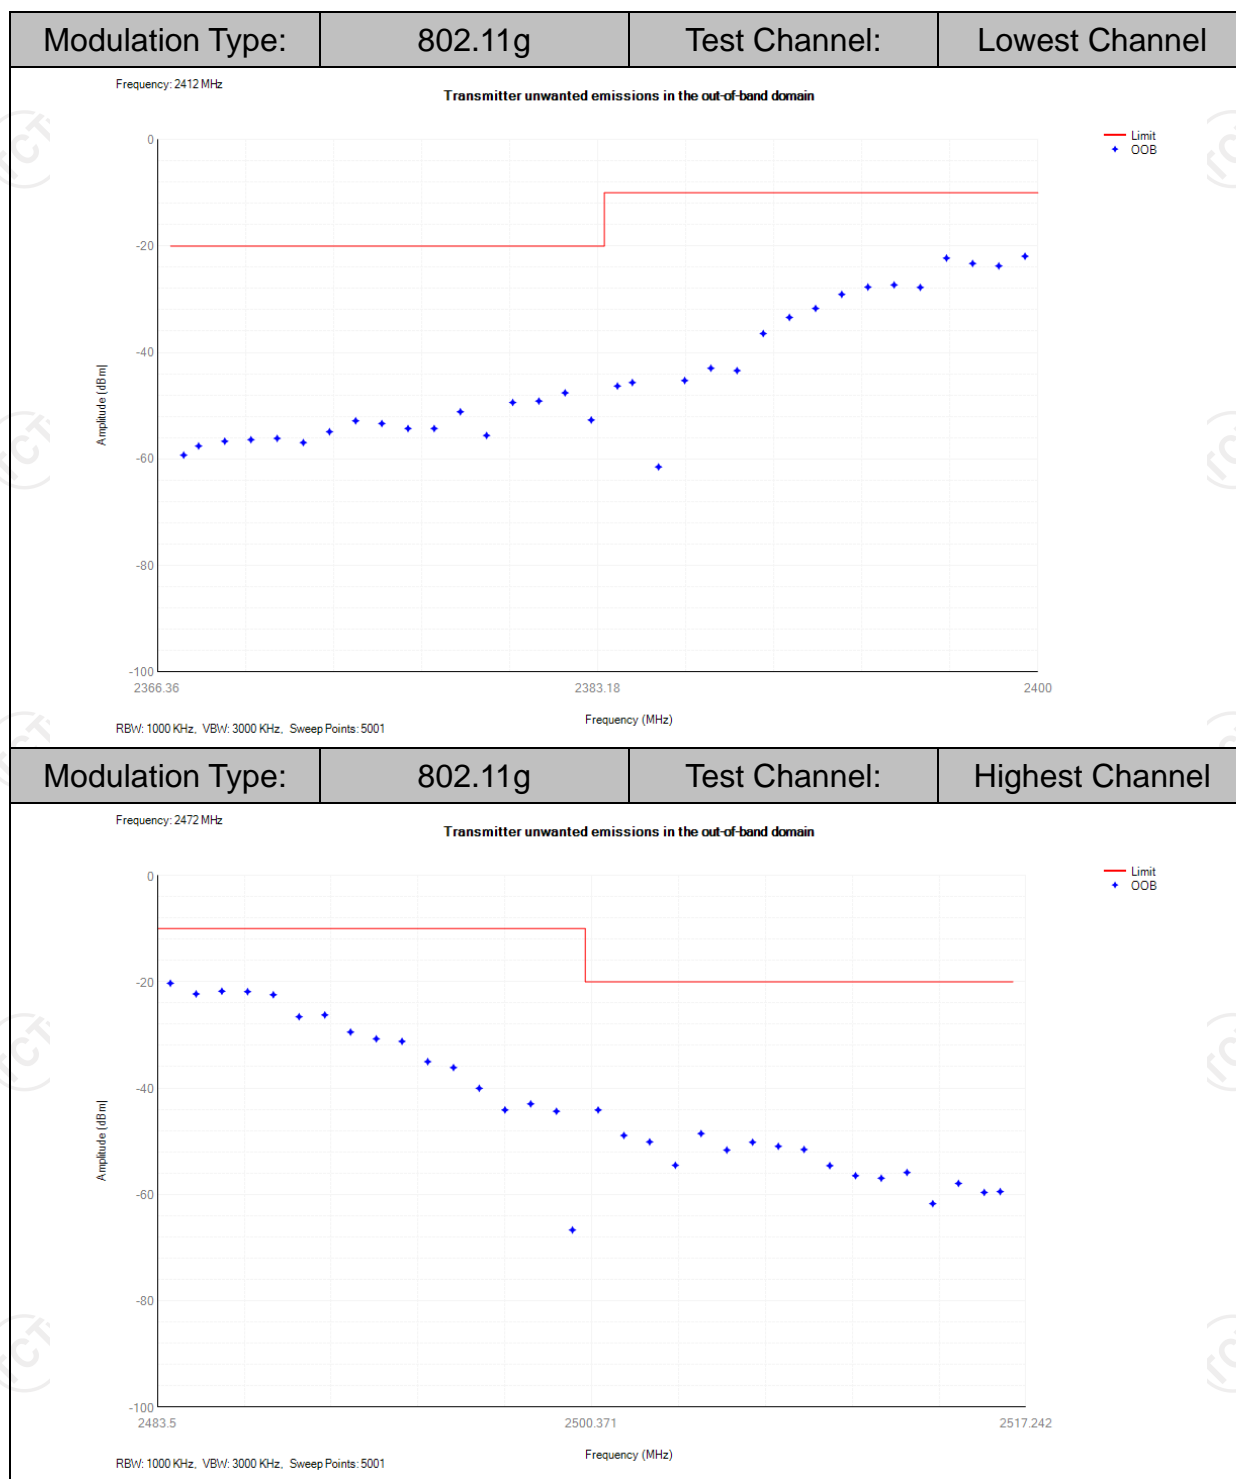 Modulation Type: 802.11g Test Channel: Lowest Channel
Frequency: 2412 MHz
Transmitter unwanted emissions in the out-of-band domain
Limit
OOB
0
-20
-40
-60
-80
-100
Amplitude (dBm)
2366.36 2383.18 2400
Frequency (MHz)
RBW: 1000 KHz, VBW: 3000 KHz, Sweep Points: 5001
Modulation Type: 802.11g Test Channel: Highest Channel
Frequency: 2472 MHz
Transmitter unwanted emissions in the out-of-band domain
Limit
OOB
0
-20
-40
-60
-80
-100
Amplitude (dBm)
2483.5 2500.371 2517.242
Frequency (MHz)
RBW: 1000 KHz, VBW: 3000 KHz, Sweep Points: 5001